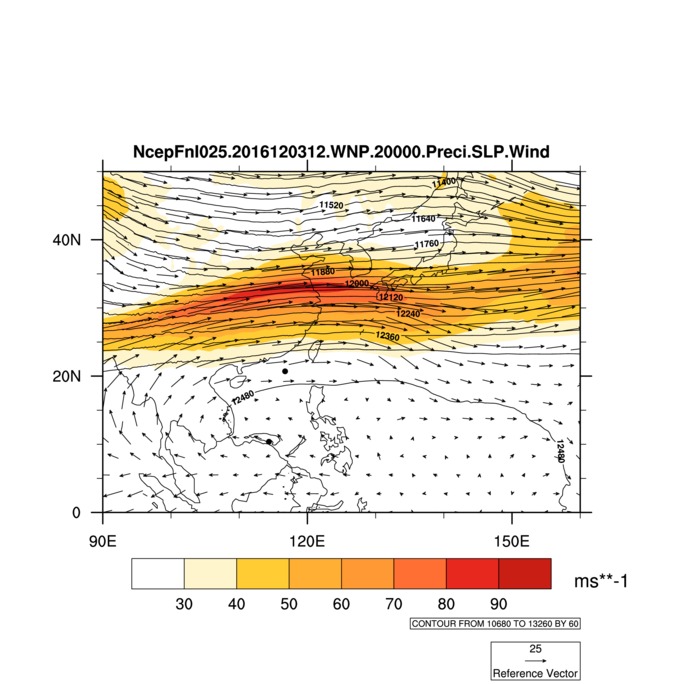 NcepFnl025.2016120312.WNP.20000.Preci.SLP.Wind
11400
11520
11640
40N
11760
11880
12000
12120
12240
12360
20N
12480
12480
0
90E 120E 150E
30 40 50 60 70 80 90
ms**-1
CONTOUR FROM 10680 TO 13260 BY 60
25
Reference Vector